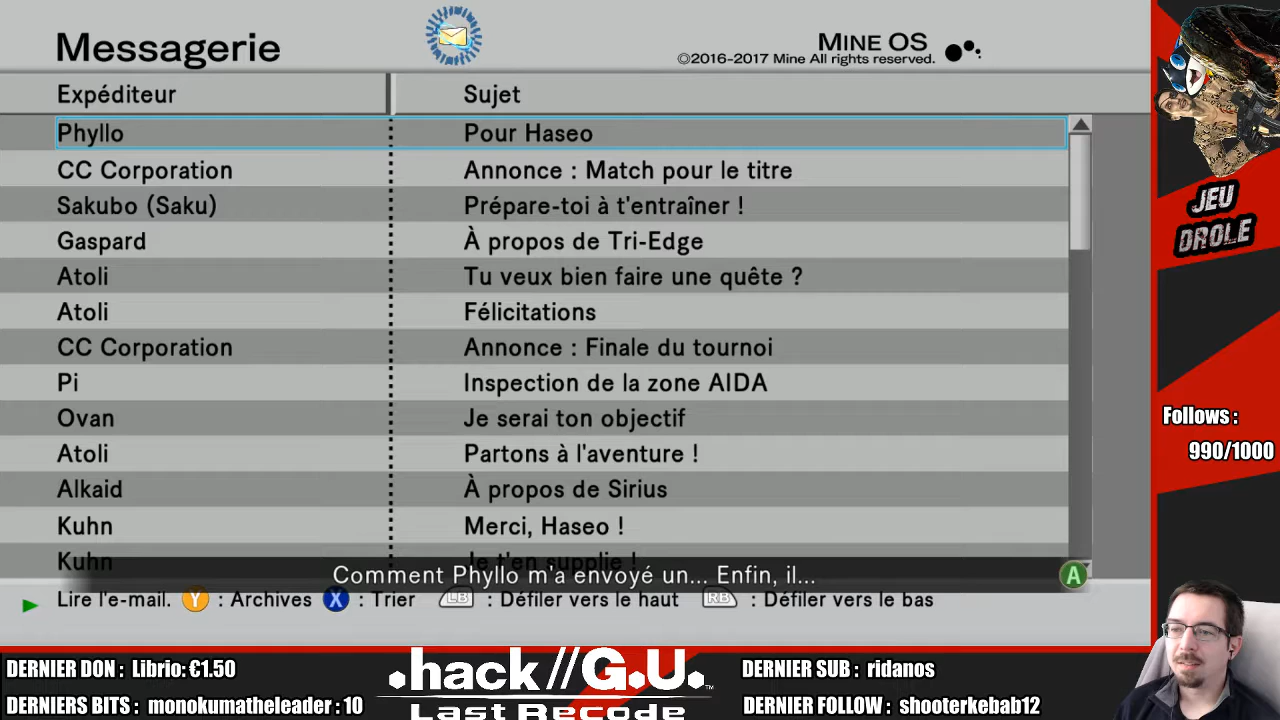 Messagerie
MINE OS
©2016-2017 Mine All rights reserved.
Expéditeur Sujet
Phyllo Pour Haseo
CC Corporation Annonce : Match pour le titre
Sakubo (Saku) Prépare-toi à t'entraîner !
Gaspard À propos de Tri-Edge
Atoli Tu veux bien faire une quête ?
Atoli Félicitations
CC Corporation Annonce : Finale du tournoi
Pi Inspection de la zone AIDA
Ovan Je serai ton objectif
Atoli Partons à l'aventure !
Alkaid À propos de Sirius
Kuhn Merci, Haseo !
Kuhn Je t'en supplie !
Comment Phyllo m'a envoyé un... Enfin, il... A
Lire l'e-mail. Y : Archives X : Trier LB : Défiler vers le haut RB : Défiler vers le bas
JEU
DROLE
Follows :
990/1000
DERNIER DON : Librio: €1.50
DERNIERS BITS : monokumatheleader : 10
.hack//G.U.™
Last Recode
DERNIER SUB : ridanos
DERNIER FOLLOW : shooterkebab12